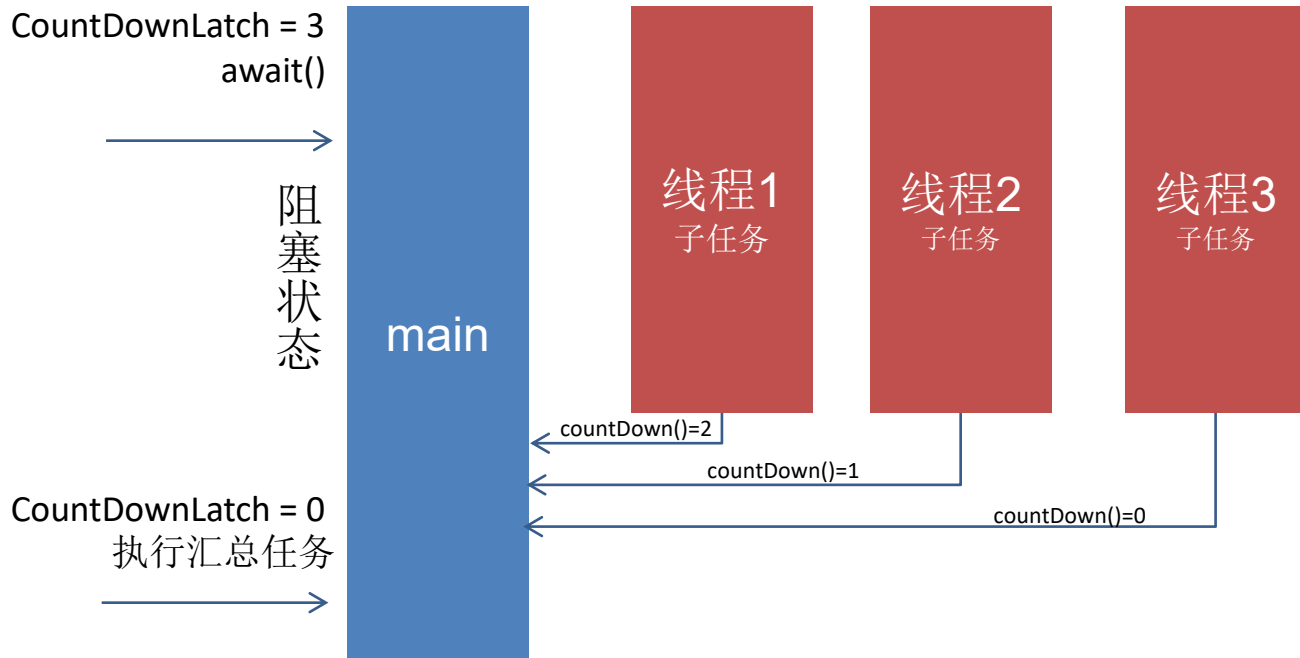 CountDownLatch = 3
await()
阻塞状态
main
线程1
子任务
线程2
子任务
线程3
子任务
countDown()=2
countDown()=1
countDown()=0
CountDownLatch = 0
执行汇总任务